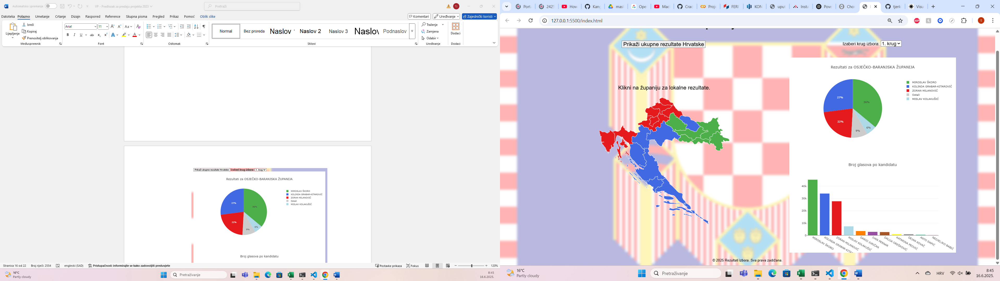 Automatsko spremanje
VP - Predlozak za predaju projekta 2023
Pretraži
TJ
Datoteka Polazno Umetanje Crtanje Dizajn Raspored Reference Skupna pisma Pregled Prikaz Pomoć Oblik slike
Komentari Uređivanje Zajednički koristi
Lijepljenje
Izreži
Kopiraj
Prenositelj oblikovanja
Međuspremnik
Arial 11
Font
Odlomak
Normal Bez proreda Naslov 1 Naslov 2 Naslov 3 Naslov Podnaslov
Stilovi
Traženje
Zamjena
Odabir
Uređivanje
Dodaci
Dodaci
Prikaži ukupne rezultate Hrvatske Izaberi krug izbora: 1. krug
Rezultati za OSJEČKO-BARANJSKA ŽUPANIJA
MIROSLAV ŠKORO
KOLINDA GRABAR-KITAROVIĆ
ZORAN MILANOVIĆ
Ostali
MISLAV KOLAKUŠIĆ
27%
36%
22%
9%
6%
Broj glasova po kandidatu
Stranica 16 od 22 Broj riječi: 2554 engleski (SAD) Pristupačnost: informirajte se kako zadovoljiti preduvjete
Postavke prikaza Fokus 120%
16°C
Partly cloudy
Pretraživanje
8:45
16.6.2025.
Porta 2425 How Kang mask Ope Macl Crac Proje FERI KON uput Insta Pove Chor tjerk Visu
127.0.0.1:5500/index.html
ABP
t
Prikaži ukupne rezultate Hrvatske
Izaberi krug izbora: 1. krug
Klikni na županiju za lokalne rezultate.
Rezultati za OSJEČKO-BARANJSKA ŽUPANIJA
MIROSLAV ŠKORO
KOLINDA GRABAR-KITAROVIĆ
ZORAN MILANOVIĆ
Ostali
MISLAV KOLAKUŠIĆ
27%
36%
22%
9%
6%
Broj glasova po kandidatu
40k
30k
20k
10k
0
MIROSLAV ŠKORO
KOLINDA GRABAR-KITA
ZORAN MILANOVIĆ
MISLAV KOLAKUŠIĆ
DARIO JURIČAN
IVAN PERNAR
DALIJA OREŠKOVIĆ
KATARINA PEOVIĆ
DEJAN KOVAČ
ANTO ĐAPIĆ
NEDJELJKO BABIĆ
© 2025 Rezultati izbora. Sva prava zadržana.
16°C
Partly cloudy
Pretraživanje
HRV
8:45
16.6.2025.